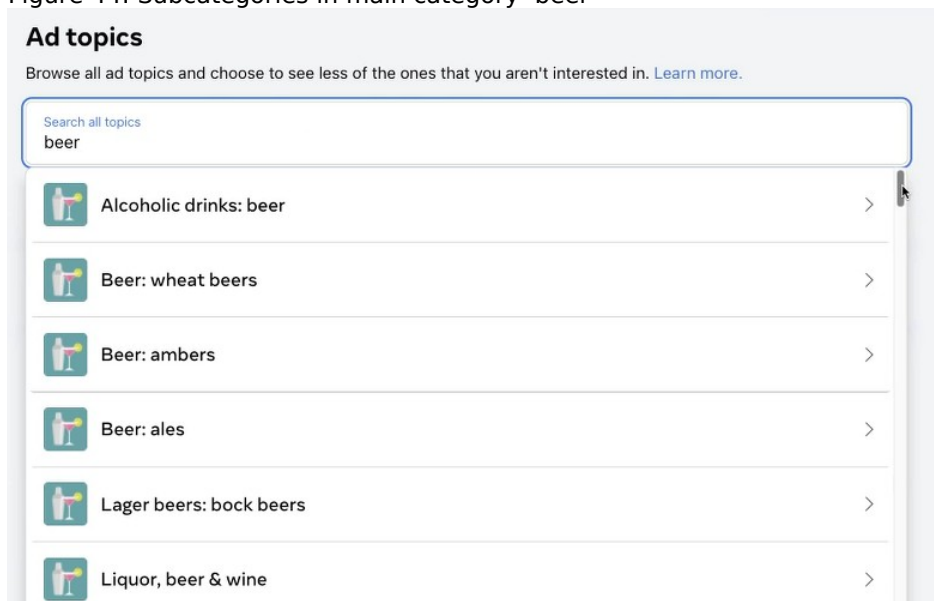 Ad topics
Browse all ad topics and choose to see less of the ones that you aren't interested in. Learn more.
Search all topics
beer
Alcoholic drinks: beer
Beer: wheat beers
Beer: ambers
Beer: ales
Lager beers: bock beers
Liquor, beer & wine